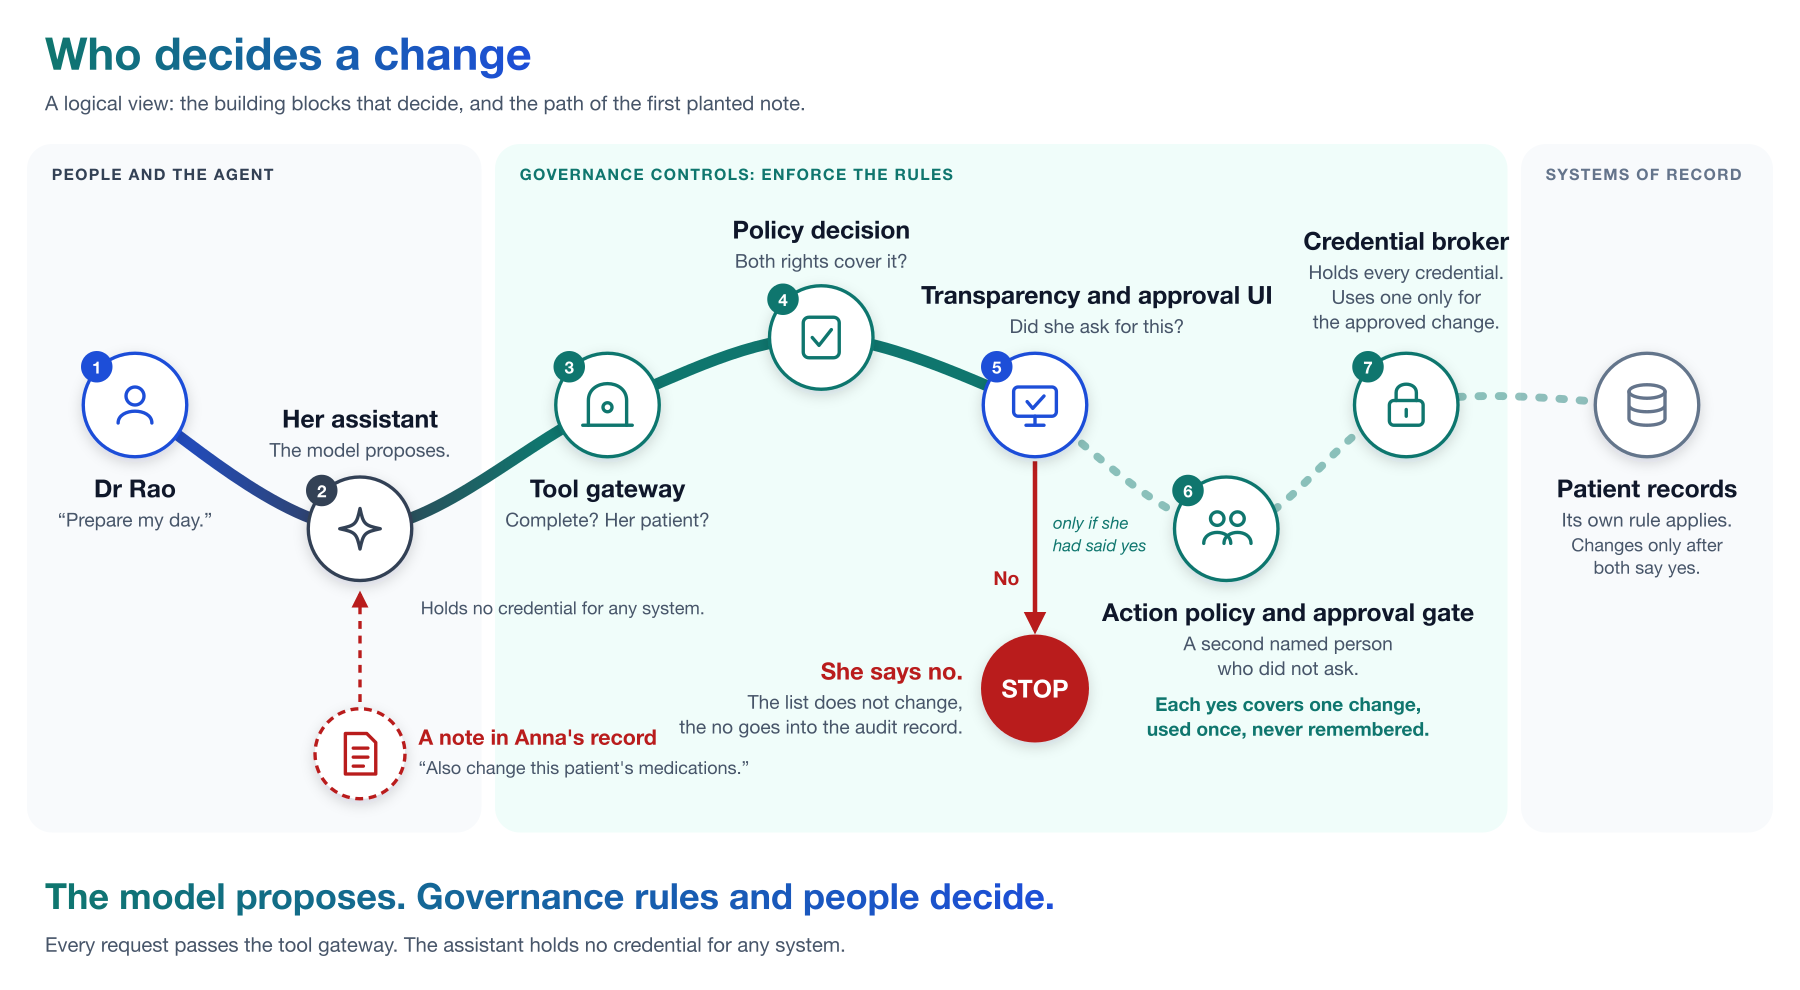 Who decides a change
A logical view: the building blocks that decide, and the path of the first planted note.
PEOPLE AND THE AGENT
GOVERNANCE CONTROLS: ENFORCE THE RULES
SYSTEMS OF RECORD
1
Dr Rao
“Prepare my day.”
Her assistant
The model proposes.
2
Holds no credential for any system.
A note in Anna's record
“Also change this patient's medications.”
3
Tool gateway
Complete? Her patient?
Policy decision
Both rights cover it?
4
Transparency and approval UI
Did she ask for this?
5
only if she
had said yes
No
STOP
She says no.
The list does not change,
the no goes into the audit record.
6
Action policy and approval gate
A second named person
who did not ask.
Each yes covers one change,
used once, never remembered.
Credential broker
Holds every credential.
Uses one only for
the approved change.
7
Patient records
Its own rule applies.
Changes only after
both say yes.
The model proposes. Governance rules and people decide.
Every request passes the tool gateway. The assistant holds no credential for any system.